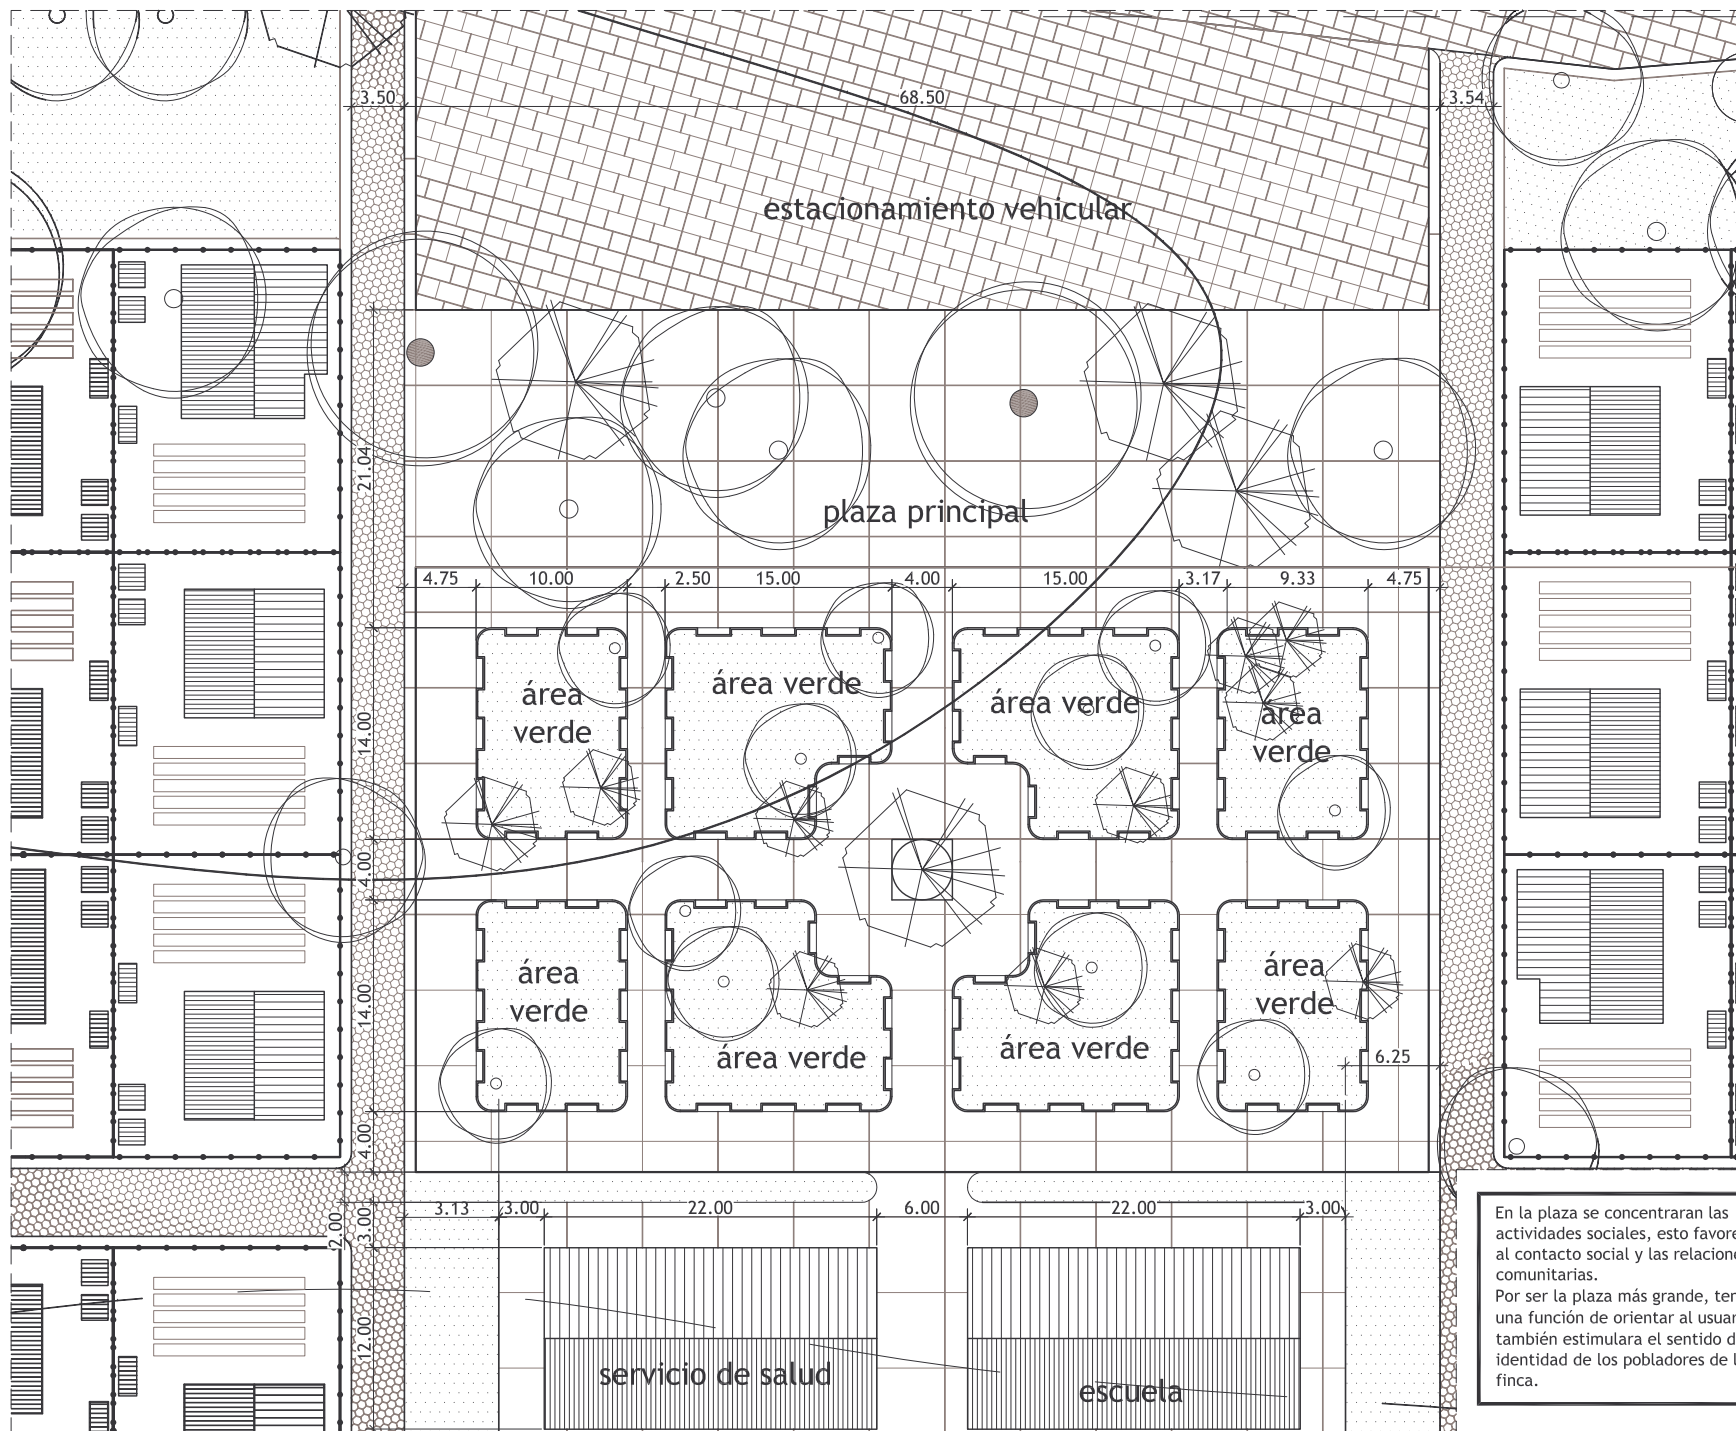 3.50
68.50
3.54
estacionamiento vehicular
21.04
plaza principal
4.75
10.00
2.50
15.00
4.00
15.00
3.17
9.33
4.75
área
verde
área verde
área verde
área
verde
14.00
4.00
área
verde
área verde
área verde
área
verde
14.00
6.25
4.00
2.00
3.00
3.13
3.00
22.00
6.00
22.00
3.00
12.00
servicio de salud
escuela
En la plaza se concentraran las
actividades sociales, esto
al contacto social y las
comunitarias.
Por ser la plaza más grande,
una función de orientar al
también estimulara el sentido
identidad de los pobladores de
finca.